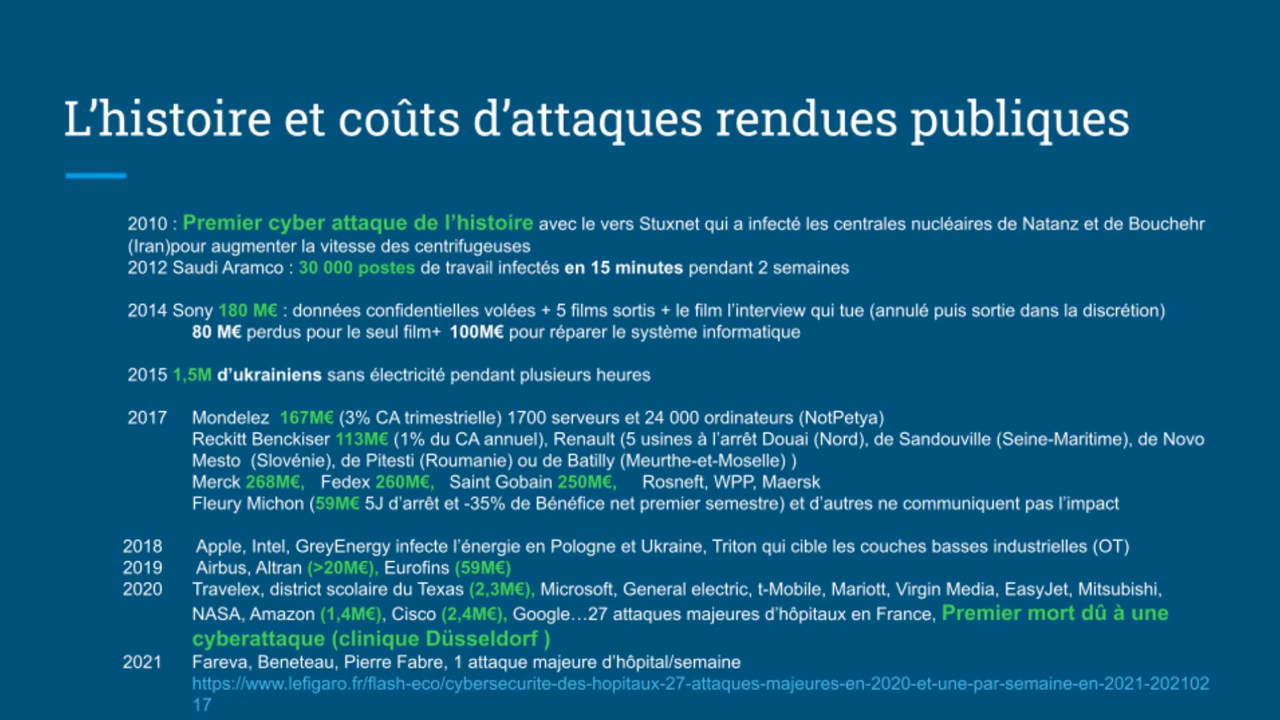 L’histoire et coûts d’attaques rendues publiques
2010 : Premier cyber attaque de l’histoire avec le vers Stuxnet qui a infecté les centrales nucléaires de Natanz et de Bouchehr
(Iran)pour augmenter la vitesse des centrifugeuses
2012 Saudi Aramco : 30 000 postes de travail infectés en 15 minutes pendant 2 semaines
2014 Sony 180 M€ : données confidentielles volées + 5 films sortis + le film l’interview qui tue (annulé puis sortie dans la discrétion)
80 M€ perdus pour le seul film+ 100M€ pour réparer le système informatique
2015 1,5M d’ukrainiens sans électricité pendant plusieurs heures
2017 Mondelez 167M€ (3% CA trimestrielle) 1700 serveurs et 24 000 ordinateurs (NotPetya)
Reckitt Benckiser 113M€ (1% du CA annuel), Renault (5 usines à l’arrêt Douai (Nord), de Sandouville (Seine-Maritime), de Novo
Mesto (Slovénie), de Pitesti (Roumanie) ou de Batilly (Meurthe-et-Moselle) )
Merck 268M€, Fedex 260M€, Saint Gobain 250M€, Rosneft, WPP, Maersk
Fleury Michon (59M€ 5J d’arrêt et -35% de Bénéfice net premier semestre) et d’autres ne communiquent pas l’impact
2018 Apple, Intel, GreyEnergy infecte l’énergie en Pologne et Ukraine, Triton qui cible les couches basses industrielles (OT)
2019 Airbus, Altran (>20M€), Eurofins (59M€)
2020 Travelex, district scolaire du Texas (2,3M€), Microsoft, General electric, t-Mobile, Mariott, Virgin Media, EasyJet, Mitsubishi,
NASA, Amazon (1,4M€), Cisco (2,4M€), Google…27 attaques majeures d’hôpitaux en France, Premier mort dû à une
cyberattaque (clinique Düsseldorf )
2021 Fareva, Beneteau, Pierre Fabre, 1 attaque majeure d’hôpital/semaine
https://www.lefigaro.fr/flash-eco/cybersecurite-des-hopitaux-27-attaques-majeures-en-2020-et-une-par-semaine-en-2021-202102
17